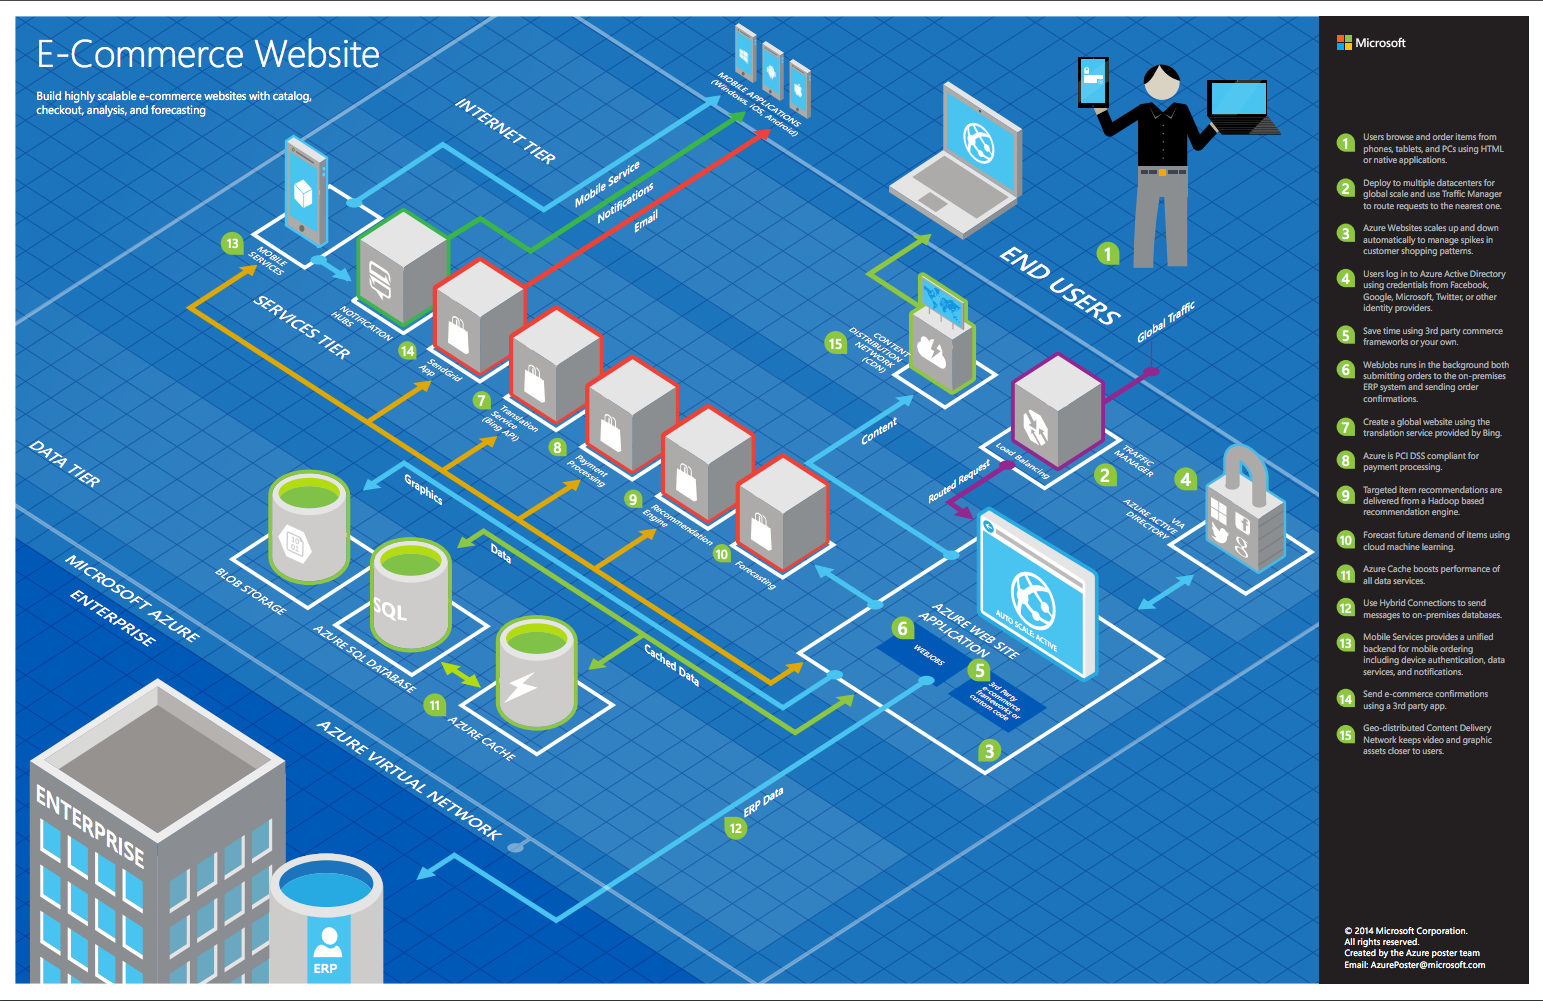 E-Commerce Website
Build highly scalable e-commerce websites with catalog,
checkout, analysis, and forecasting
INTERNET TIER
MOBILE APPLICATIONS
(Windows, iOS, Android)
Mobile Service
Notifications
Email
13
MOBILE
SERVICES
SERVICES TIER
NOTIFICATION
HUBS
14
SendGrid
App
7
Translation
Service
(Bing API)
8
Payment
Processing
9
Recommendation
Engine
10
Forecasting
END USERS
1
Global Traffic
15
CONTENT
DISTRIBUTION
NETWORK
(CDN)
Content
Load Balancing
2
TRAFFIC
MANAGER
Routed Request
4
VIA
AZURE ACTIVE
DIRECTORY
f
g
DATA TIER
Graphics
Data
Cached Data
10
01
BLOB STORAGE
SQL
AZURE SQL DATABASE
11
AZURE CACHE
AUTO SCALE: ACTIVE
AZURE WEB SITE
APPLICATION
6
WEBJOBS
5
3rd Party
e-commerce
frameworks or
custom code
3
MICROSOFT AZURE
ENTERPRISE
AZURE VIRTUAL NETWORK
12
ERP Data
ENTERPRISE
ERP
Microsoft
1
Users browse and order items from
phones, tablets, and PCs using HTML
or native applications.
2
Deploy to multiple datacenters for
global scale and use Traffic Manager
to route requests to the nearest one.
3
Azure Websites scales up and down
automatically to manage spikes in
customer shopping patterns.
4
Users log in to Azure Active Directory
using credentials from Facebook,
Google, Microsoft, Twitter, or other
identity providers.
5
Save time using 3rd party commerce
frameworks or your own.
6
WebJobs runs in the background both
submitting orders to the on-premises
ERP system and sending order
confirmations.
7
Create a global website using the
translation service provided by Bing.
8
Azure is PCI DSS compliant for
payment processing.
9
Targeted item recommendations are
delivered from a Hadoop based
recommendation engine.
10
Forecast future demand of items using
cloud machine learning.
11
Azure Cache boosts performance of
all data services.
12
Use Hybrid Connections to send
messages to on-premises databases.
13
Mobile Services provides a unified
backend for mobile ordering
including device authentication, data
services, and notifications.
14
Send e-commerce confirmations
using a 3rd party app.
15
Geo-distributed Content Delivery
Network keeps video and graphic
assets closer to users.
© 2014 Microsoft Corporation.
All rights reserved.
Created by the Azure poster team
Email: AzurePoster@microsoft.com